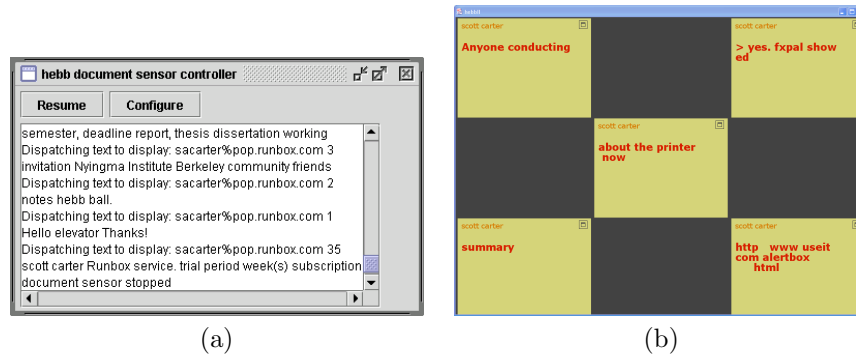 hebb document sensor controller
Resume Configure
semester, deadline report, thesis dissertation working
Dispatching text to display: sacarter%pop.runbox.com 3
invitation Nyingma Institute Berkeley community friends
Dispatching text to display: sacarter%pop.runbox.com 2
notes hebb ball.
Dispatching text to display: sacarter%pop.runbox.com 1
Hello elevator Thanks!
Dispatching text to display: sacarter%pop.runbox.com 35
scott carter Runbox service. trial period week(s) subscription
document sensor stopped
(a)
scott carter
Anyone conducting
scott carter
> yes. fxpal show
ed
scott carter
about the printer
now
scott carter
summary
scott carter
http www useit
com alertbox
html
(b)